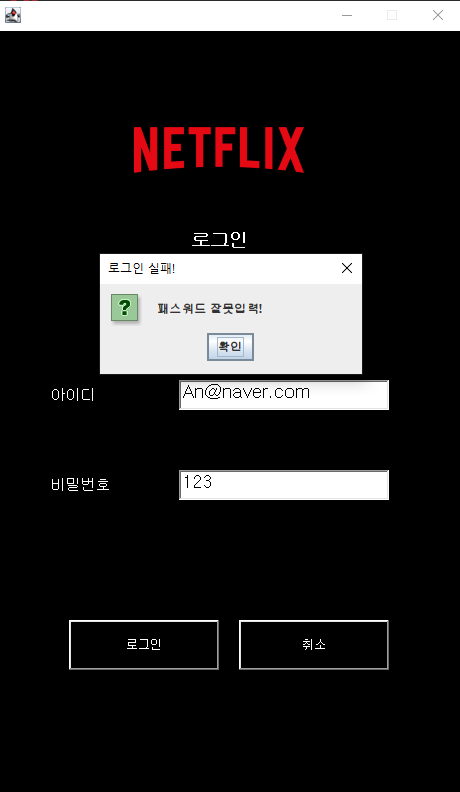 NETFLIX
로그인
로그인 실패!
패스워드 잘못입력!
확인
아이디
An@naver.com
비밀번호
123
로그인
취소